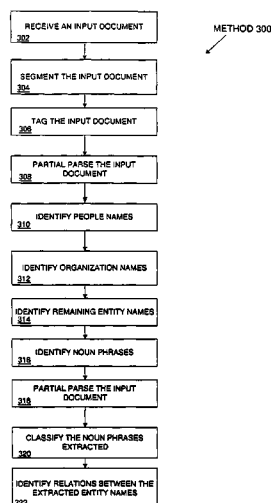 RECEIVE AN INPUT DOCUMENT
302
METHOD 300
SEGMENT THE INPUT DOCUMENT
304
TAG THE INPUT DOCUMENT
306
PARTIAL PARSE THE INPUT
DOCUMENT
308
IDENTIFY PEOPLE NAMES
310
IDENTIFY ORGANIZATION NAMES
312
IDENTIFY REMAINING ENTITY NAMES
314
IDENTIFY NOUN PHRASES
316
PARTIAL PARSE THE INPUT
DOCUMENT
318
CLASSIFY THE NOUN PHRASES
EXTRACTED
320
IDENTIFY RELATIONS BETWEEN THE
EXTRACTED ENTITY NAMES
322